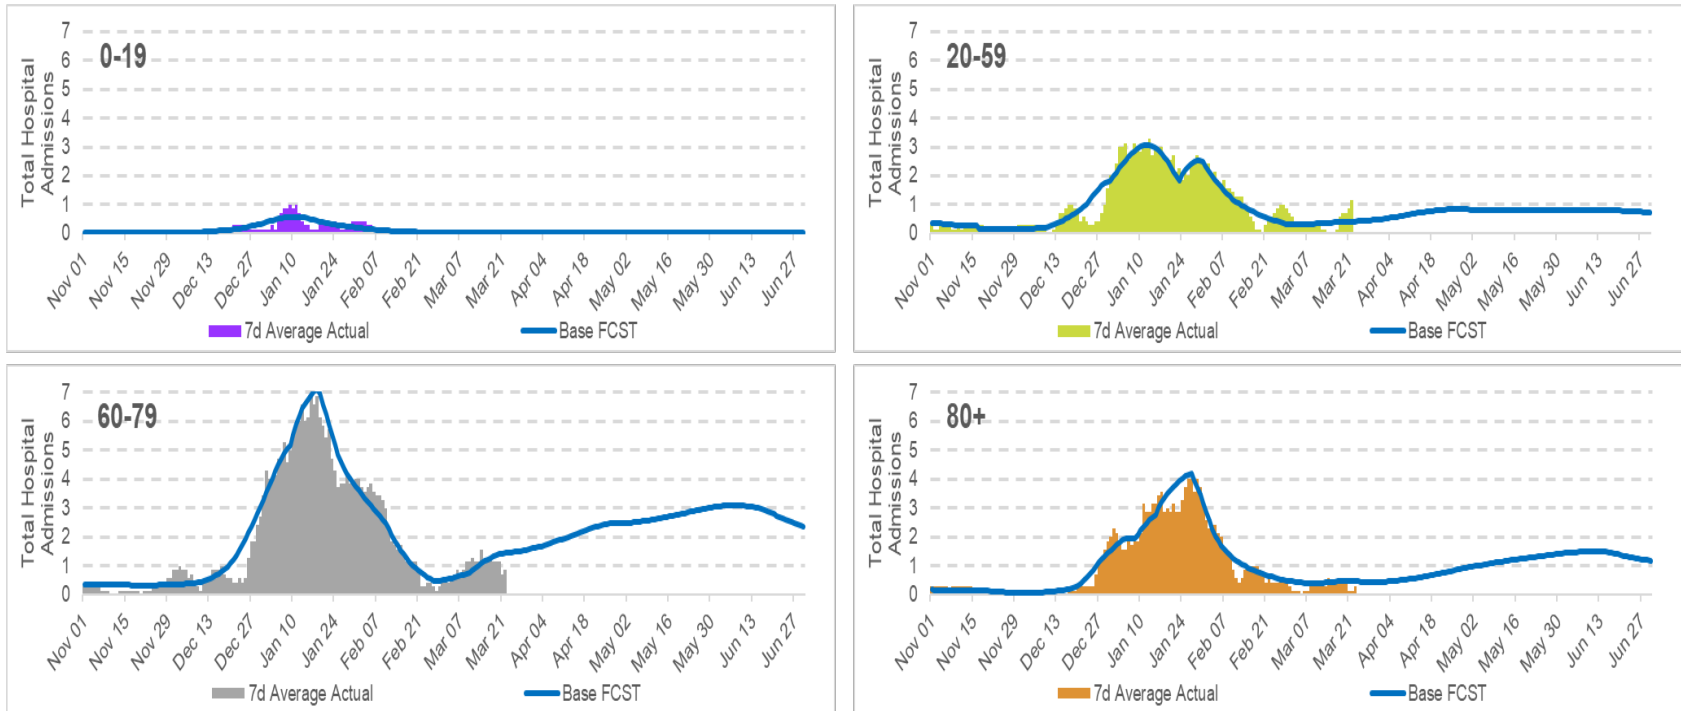 0-19
Total Hospital
Admissions
7
6
5
4
3
2
1
0
Nov 01 Nov 15 Nov 29 Dec 13 Dec 27 Jan 10 Jan 24 Feb 07 Feb 21 Mar 07 Mar 21 Apr 04 Apr 18 May 02 May 16 May 30 Jun 13 Jun 27
7d Average Actual Base FCST
20-59
Total Hospital
Admissions
7
6
5
4
3
2
1
0
Nov 01 Nov 15 Nov 29 Dec 13 Dec 27 Jan 10 Jan 24 Feb 07 Feb 21 Mar 07 Mar 21 Apr 04 Apr 18 May 02 May 16 May 30 Jun 13 Jun 27
7d Average Actual Base FCST
60-79
Total Hospital
Admissions
7
6
5
4
3
2
1
0
Nov 01 Nov 15 Nov 29 Dec 13 Dec 27 Jan 10 Jan 24 Feb 07 Feb 21 Mar 07 Mar 21 Apr 04 Apr 18 May 02 May 16 May 30 Jun 13 Jun 27
7d Average Actual Base FCST
80+
Total Hospital
Admissions
7
6
5
4
3
2
1
0
Nov 01 Nov 15 Nov 29 Dec 13 Dec 27 Jan 10 Jan 24 Feb 07 Feb 21 Mar 07 Mar 21 Apr 04 Apr 18 May 02 May 16 May 30 Jun 13 Jun 27
7d Average Actual Base FCST